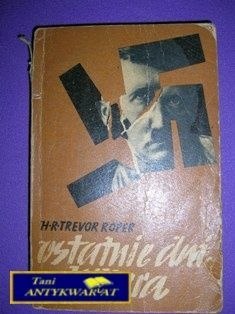 H·R·TREVOR ROPER
ostatnie dni
Tani
ANTYKWARIAT